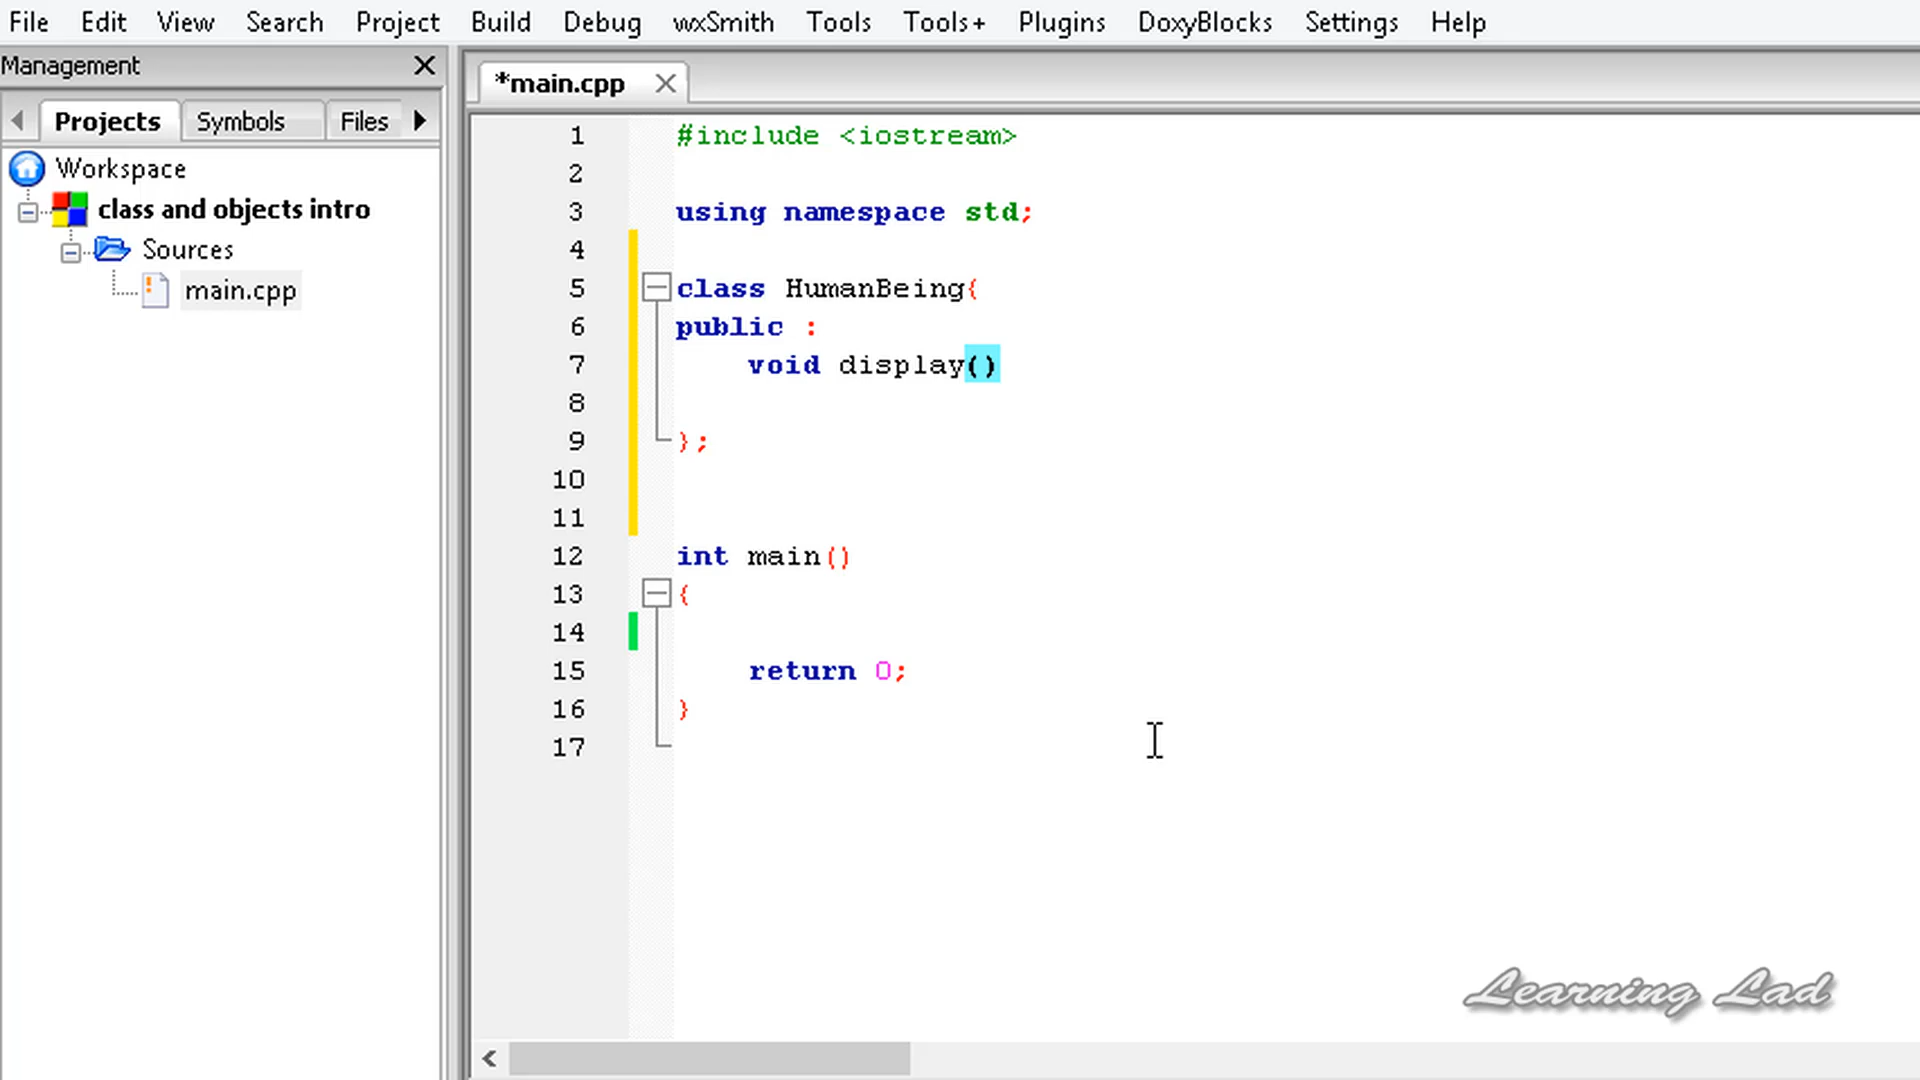 File Edit View Search Project Build Debug wxSmith Tools Tools+ Plugins DoxyBlocks Settings Help
Management
Projects Symbols Files
Workspace
class and objects intro
Sources
main.cpp
*main.cpp
1 #include <iostream>
2
3 using namespace std;
4
5 class HumanBeing{
6 public :
7 void display()
8
9 };
10
11
12 int main()
13 {
14
15 return 0;
16 }
17
Learning Lad